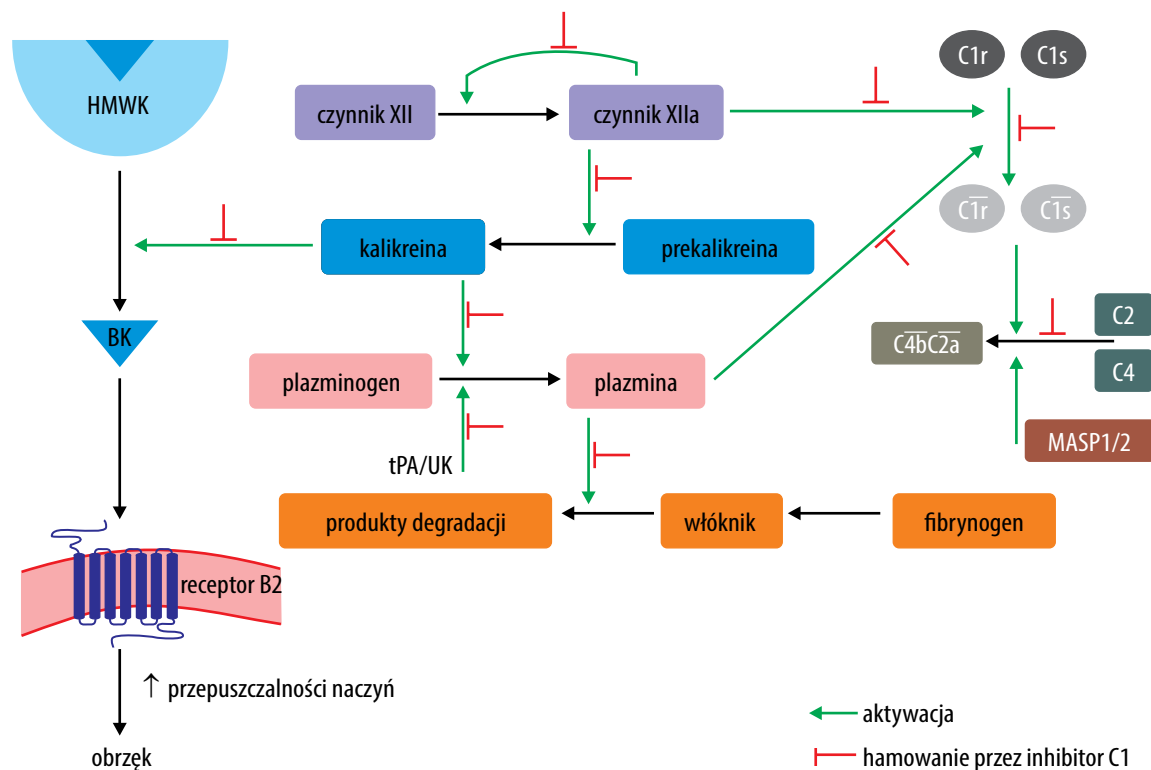 HMWK
czynnik XII
czynnik XIIa
C1r
C1s
C1r
C1s
kalikreina
prekalikreina
BK
C4bC2a
C2
C4
plazminogen
plazmina
MASP1/2
tPA/UK
produkty degradacji
włóknik
fibrynogen
receptor B2
↑ przepuszczalności naczyń
obrzęk
aktywacja
hamowanie przez inhibitor C1